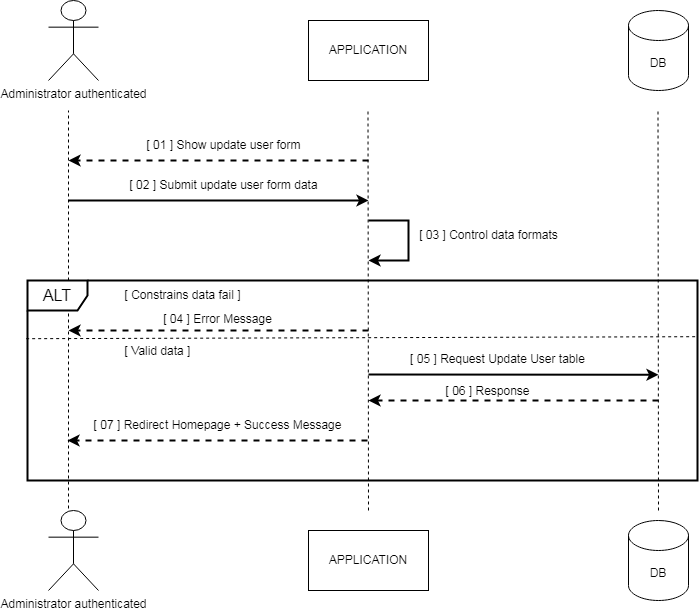 APPLICATION
DB
Administrator authenticated
[ 01 ] Show update user form
[ 02 ] Submit update user form data
[ 03 ] Control data formats
ALT
[ Constrains data fail ]
[ 04 ] Error Message
[ Valid data ]
[ 05 ] Request Update User table
[ 06 ] Response
[ 07 ] Redirect Homepage + Success Message
APPLICATION
DB
Administrator authenticated